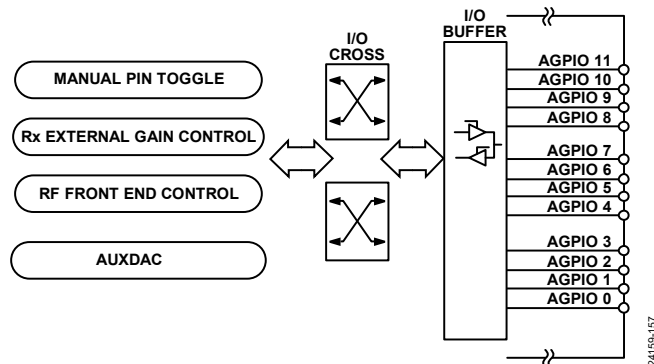 I/O
CROSS
I/O
BUFFER
MANUAL PIN TOGGLE
Rx EXTERNAL GAIN CONTROL
RF FRONT END CONTROL
AUXDAC
AGPIO 11
AGPIO 10
AGPIO 9
AGPIO 8
AGPIO 7
AGPIO 6
AGPIO 5
AGPIO 4
AGPIO 3
AGPIO 2
AGPIO 1
AGPIO 0
24159-157